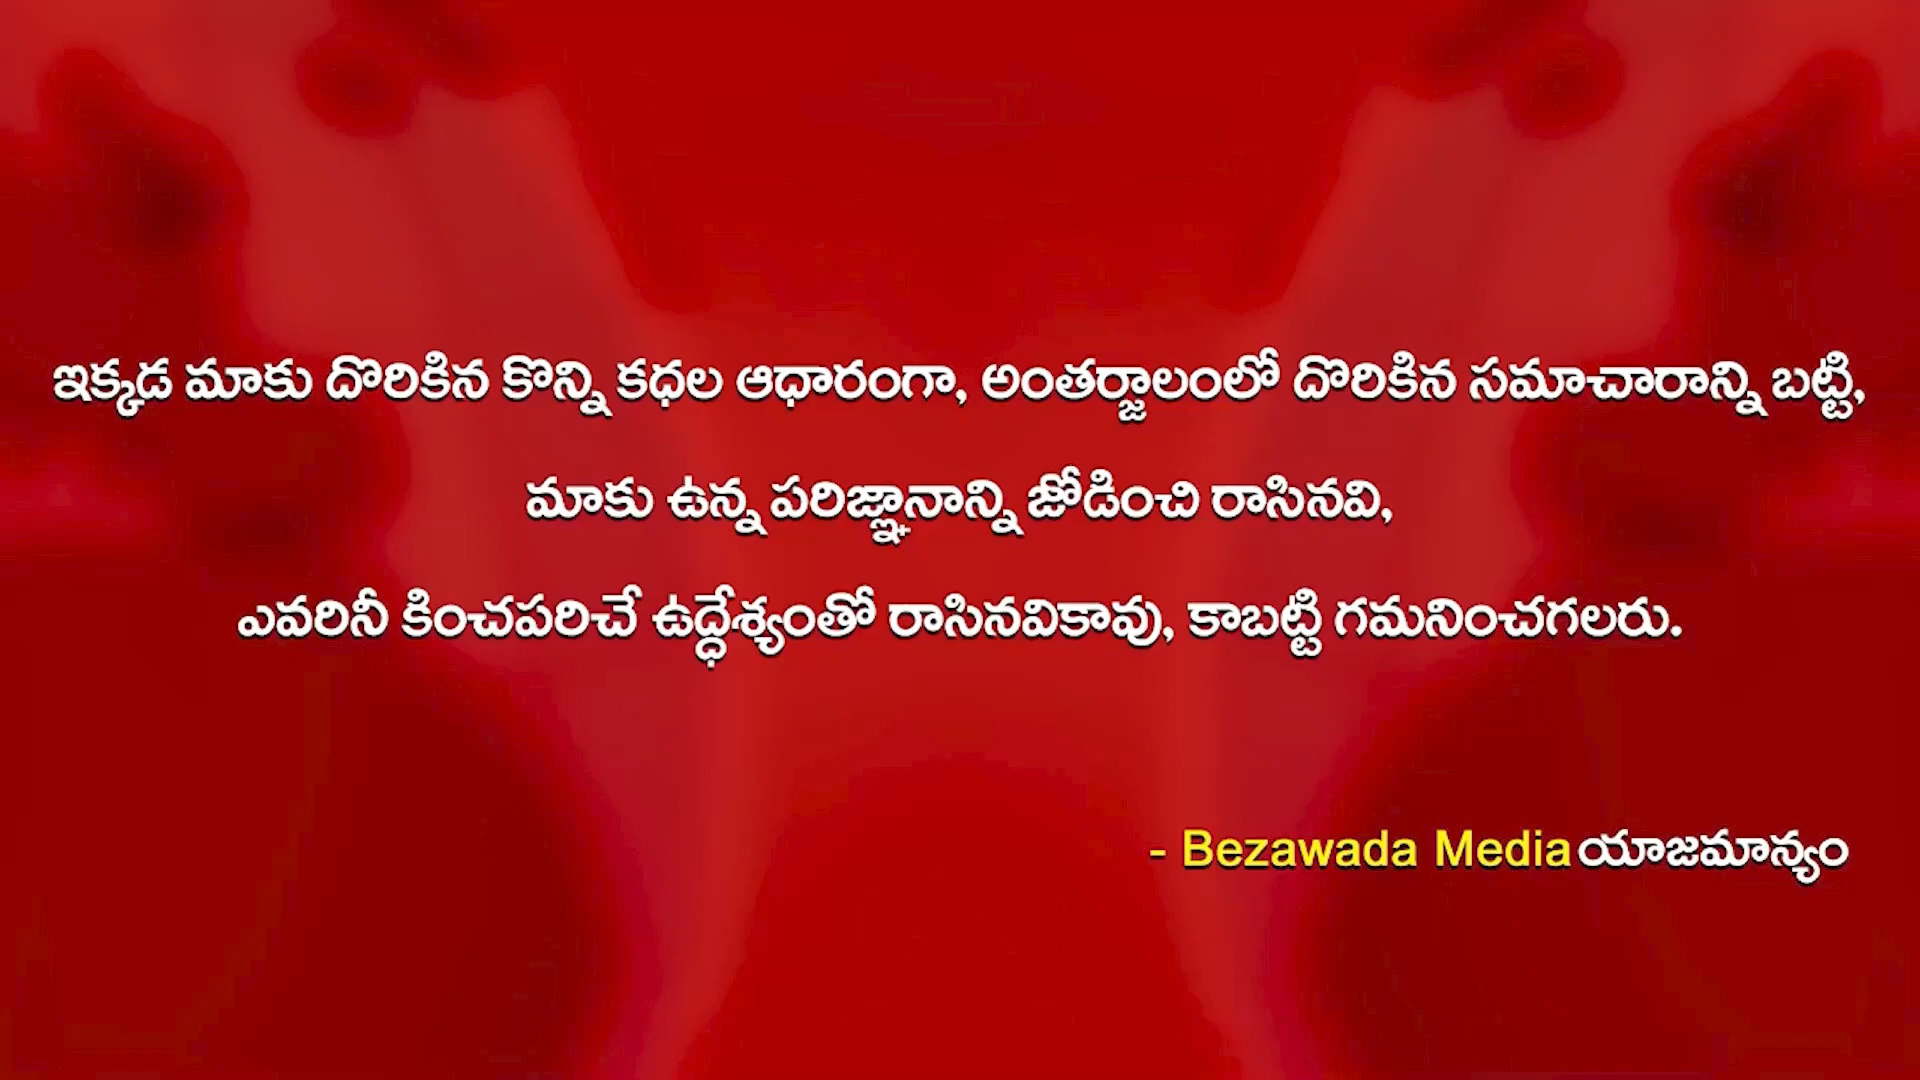 ఇక్కడ మాకు దొరికిన కొన్ని కధల ఆధారంగా, అంతర్జాలంలో దొరికిన సమాచారాన్ని బట్టి,
మాకు ఉన్న పరిజ్ఞానాన్ని జోడించి రాసినవి,
ఎవరినీ కించపరిచే ఉద్ధేశ్యంతో రాసినవికావు, కాబట్టి గమనించగలరు.
- Bezawada Media యాజమాన్యం